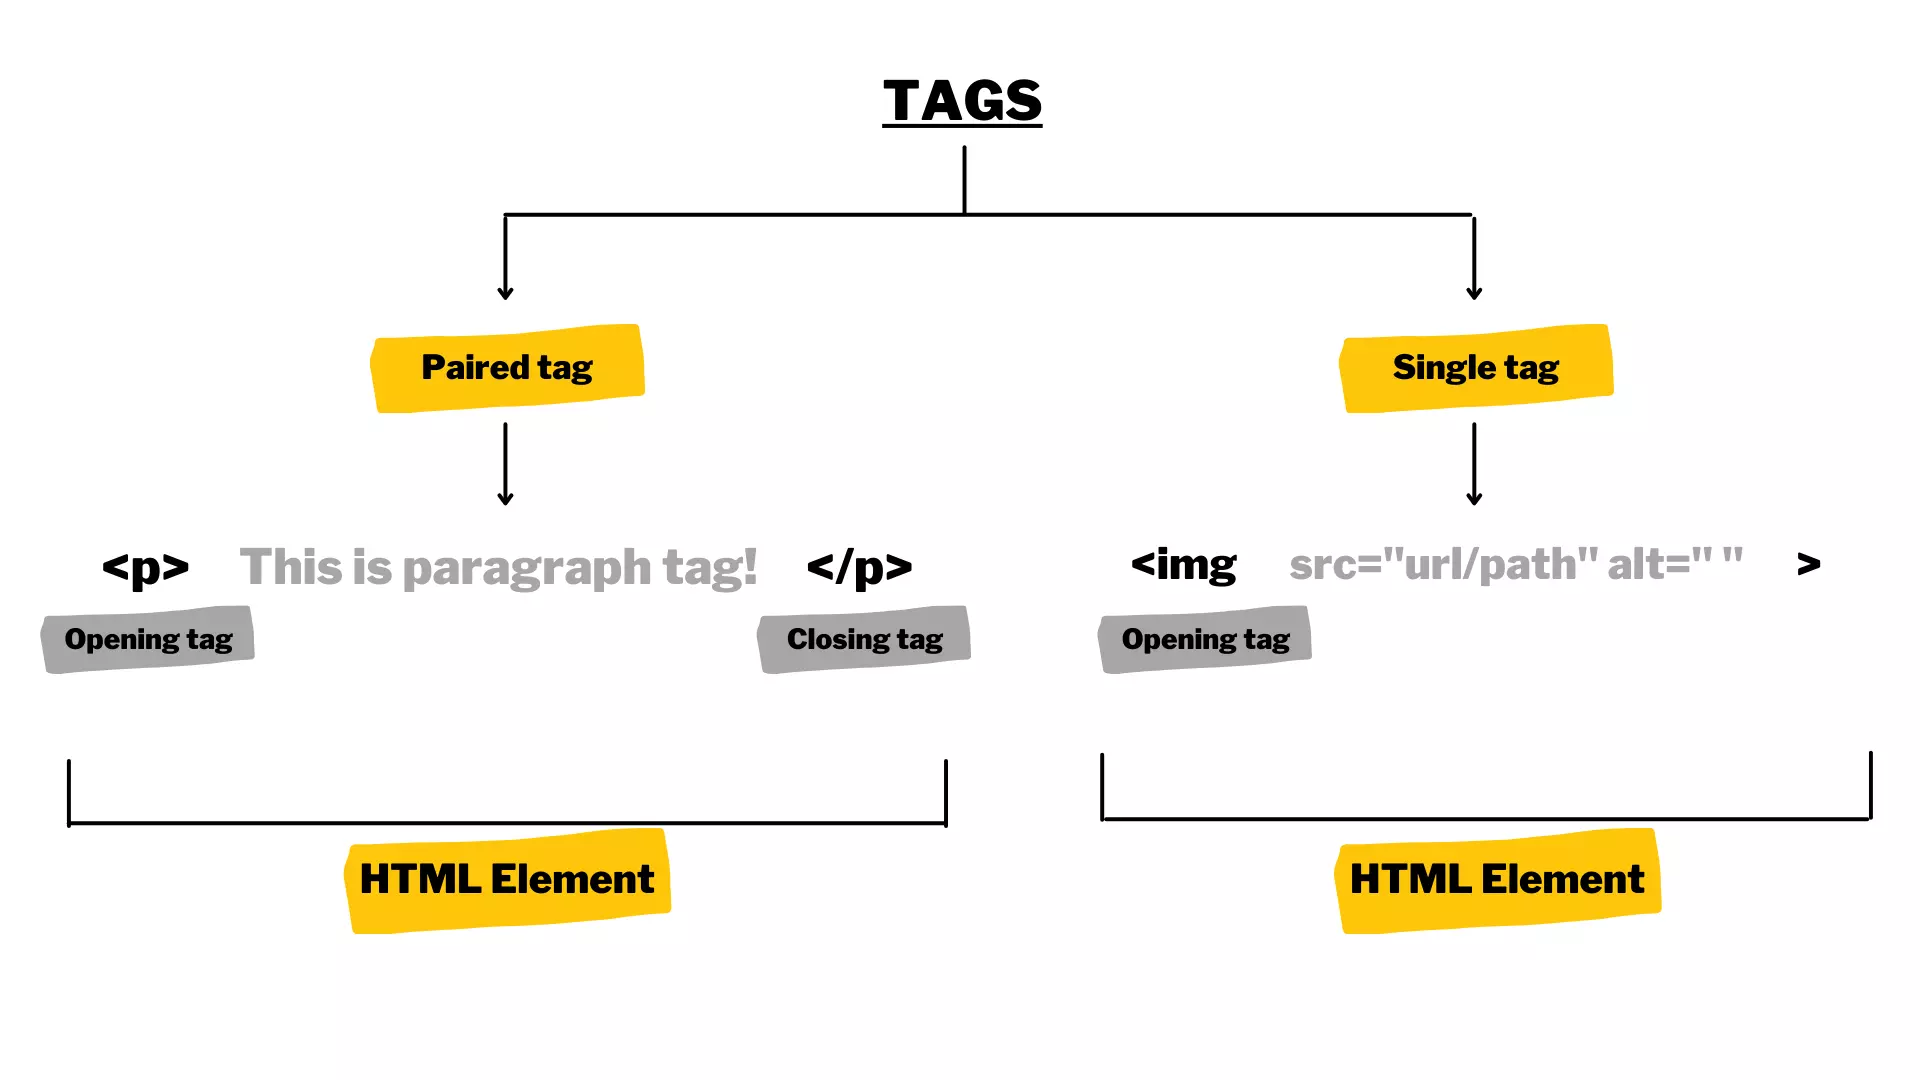 TAGS
Paired tag
Single tag
<p> This is paragraph tag! </p>
<img src="url/path" alt=" " >
Opening tag
Closing tag
Opening tag
HTML Element
HTML Element